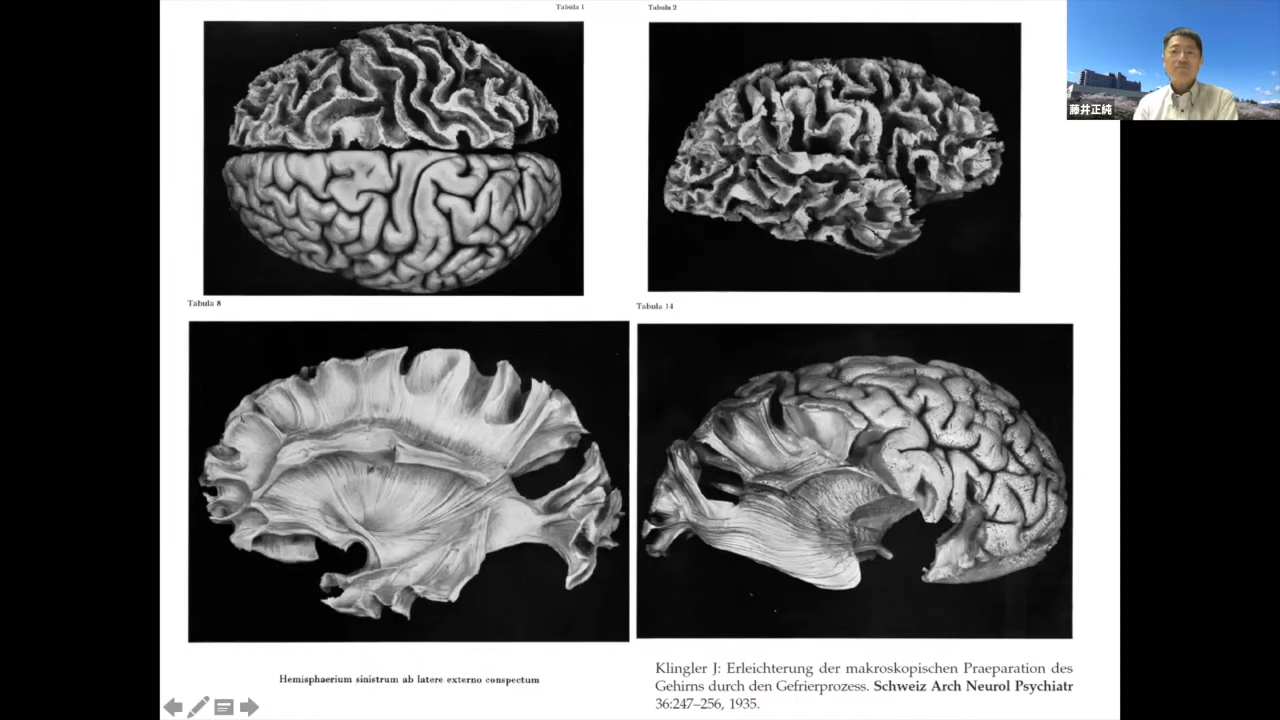 Tabula 1
Tabula 2
藤井正純
Tabula 8
Tabula 14
Hemisphaerium sinistrum ab latere externo conspectum
Klingler J: Erleichterung der makroskopischen Praeparation des
Gehirns durch den Gefrierprozess. Schweiz Arch Neurol Psychiatr
36:247–256, 1935.